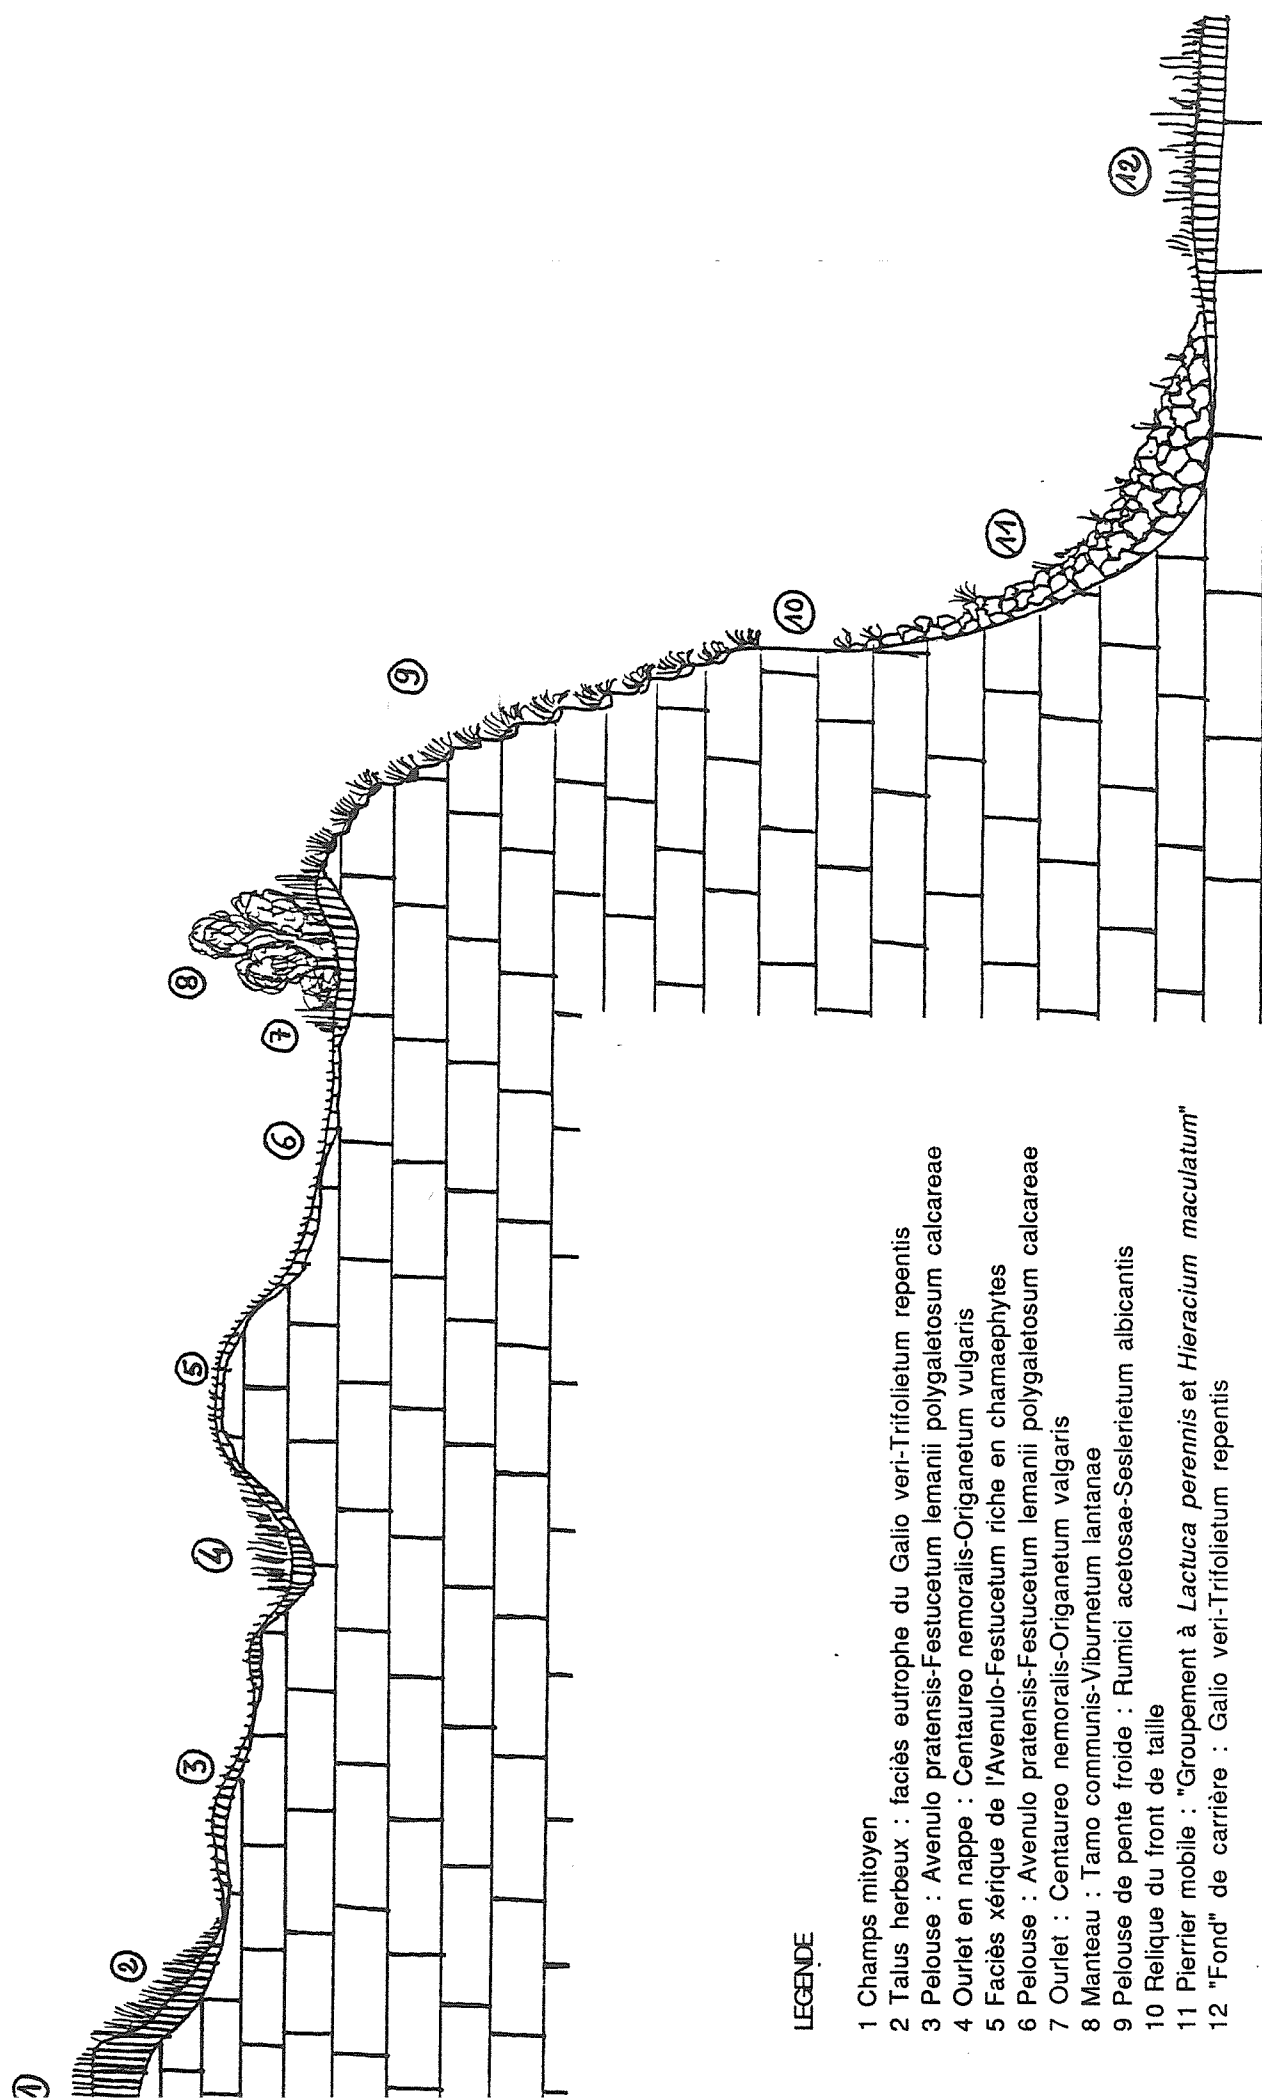 1
2
3
4
5
6
7
8
9
10
11
12
LEGENDE
1 Champs mitoyen
2 Talus herbeux : faciès eutrophe du Galio veri-Trifolietum repentis
3 Pelouse : Avenulo pratensis-Festucetum lemanii polygaletosum calcareae
4 Ourlet en nappe : Centaureo nemoralis-Origanetum vulgaris
5 Faciès xérique de l'Avenulo-Festucetum riche en chamaephytes
6 Pelouse : Avenulo pratensis-Festucetum lemanii polygaletosum calcareae
7 Ourlet : Centaureo nemoralis-Origanetum valgaris
8 Manteau : Tamo communis-Viburnetum lantanae
9 Pelouse de pente froide : Rumici acetosae-Seslerietum albicantis
10 Relique du front de taille
11 Pierrier mobile : "Groupement à Lactuca perennis et Hieracium maculatum"
12 "Fond" de carrière : Galio veri-Trifolietum repentis